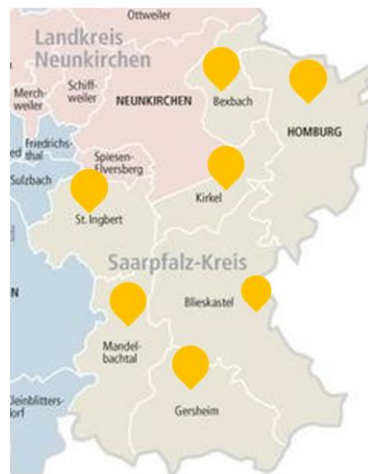 Ottweiler
Landkreis
Neunkirchen
Merch-
weiler
Schiff-
weiler
NEUNKIRCHEN
Bexbach
HOMBURG
Friedrichs-
thal
Spiesen-
Elversberg
Sulzbach
Kirkel
St. Ingbert
Saarpfalz-Kreis
Blieskastel
Mandel-
bachtal
Gersheim